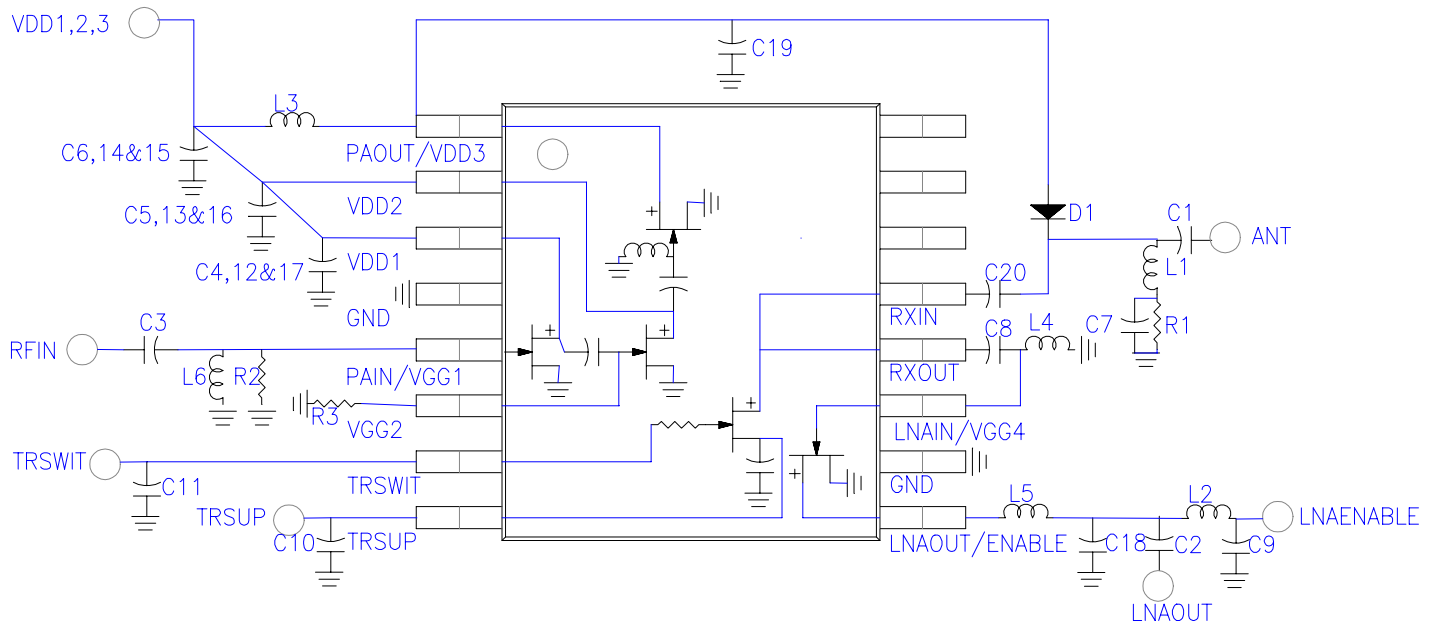 VDD1,2,3
C19
L3
C6,14&15
PAOUT/VDD3
C5,13&16
VDD2
D1
C1
ANT
C4,12&17
VDD1
L1
C20
GND
RXIN
C3
C7
R1
C8
L4
RFIN
L6
R2
PAIN/VGG1
RXOUT
R3
VGG2
LNAIN/VGG4
TRSWIT
C11
TRSWIT
GND
L5
L2
TRSUP
C10
TRSUP
LNAOUT/ENABLE
C18
C2
C9
LNAENABLE
LNAOUT
+
+
+
+
+